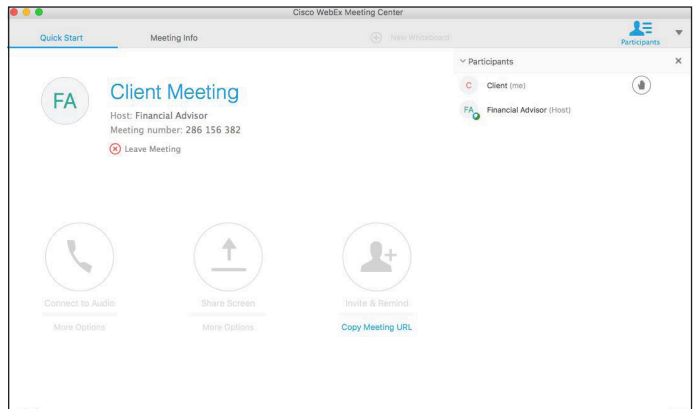 Cisco WebEx Meeting Center
Quick Start
Meeting Info
New Whiteboard
Participants
Participants
C
Client (me)
FA
Financial Advisor (Host)
FA
Client Meeting
Host: Financial Advisor
Meeting number: 286 156 382
Leave Meeting
Connect to Audio
More Options
Share Screen
More Options
Invite & Remind
Copy Meeting URL